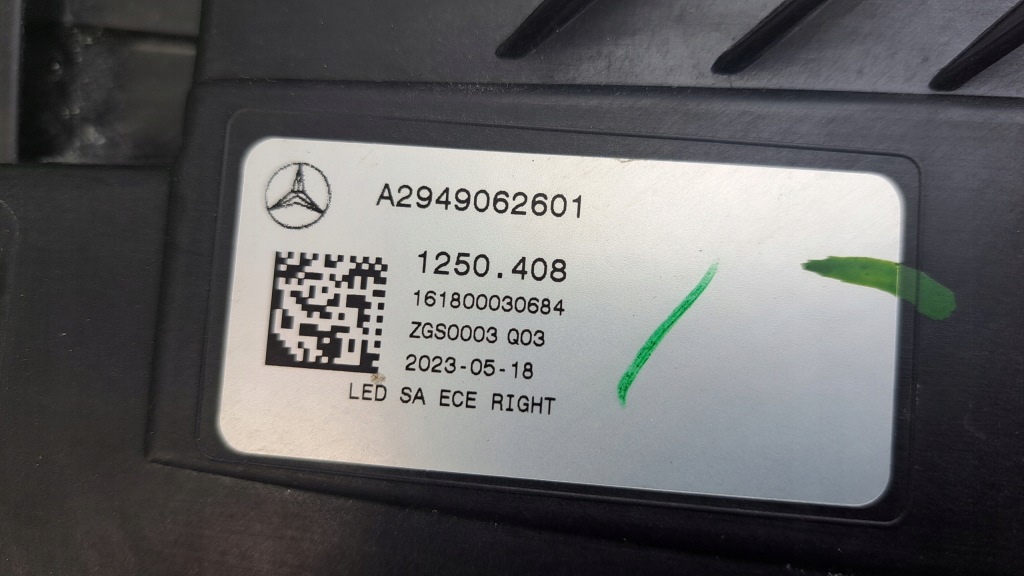 A2949062601
1250.408
161800030684
ZGS0003 Q03
2023-05-18
LED SA ECE RIGHT